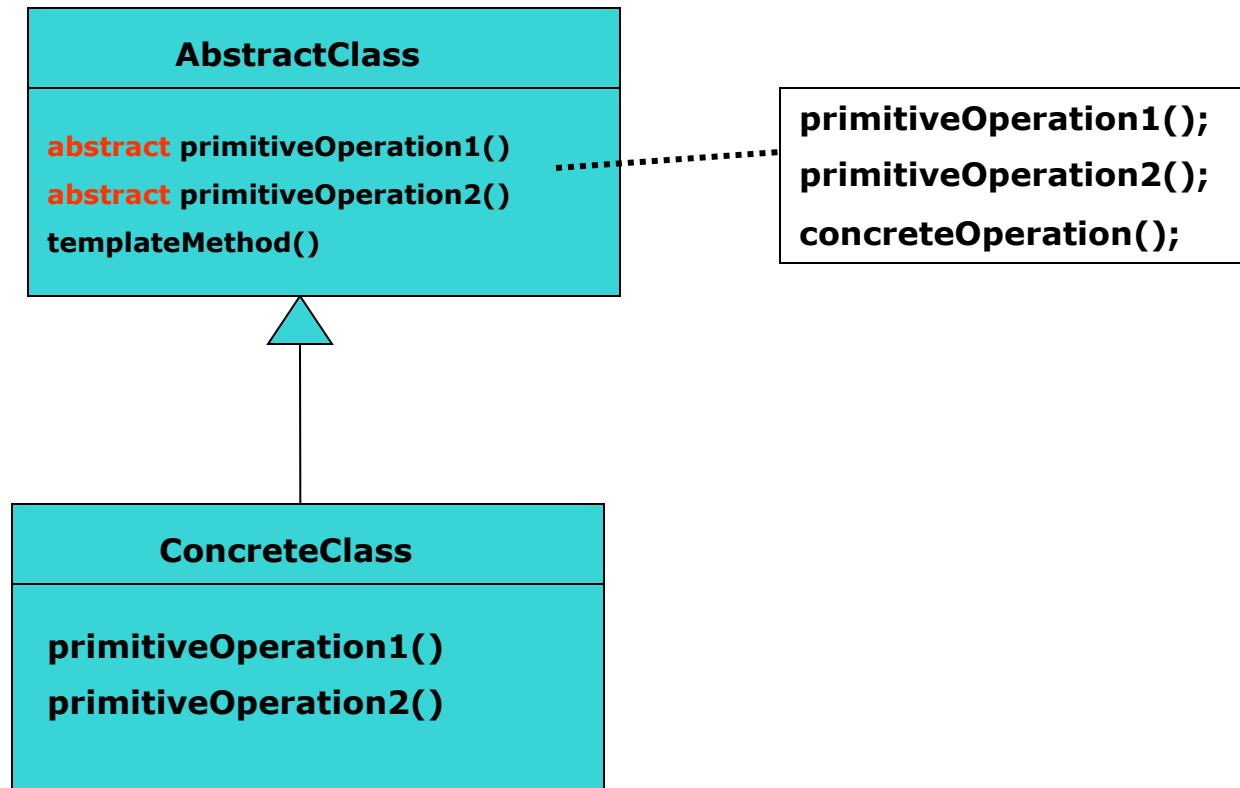 AbstractClass
abstract primitiveOperation1()
abstract primitiveOperation2()
templateMethod()
primitiveOperation1();
primitiveOperation2();
concreteOperation();
ConcreteClass
primitiveOperation1()
primitiveOperation2()